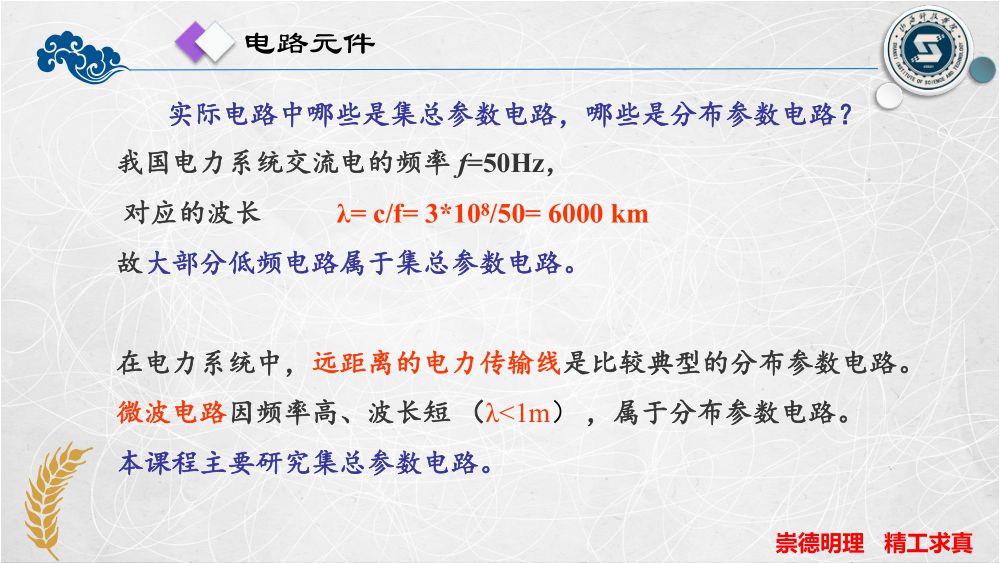 电路元件
实际电路中哪些是集总参数电路，哪些是分布参数电路？
我国电力系统交流电的频率 f=50Hz，
对应的波长 λ= c/f= 3*10⁸/50= 6000 km
故大部分低频电路属于集总参数电路。
在电力系统中，远距离的电力传输线是比较典型的分布参数电路。
微波电路因频率高、波长短 （λ<1m），属于分布参数电路。
本课程主要研究集总参数电路。
崇德明理 精工求真